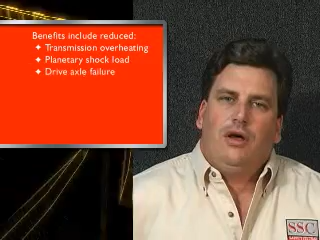 Benefits include reduced:
✦ Transmission overheating
✦ Planetary shock load
✦ Drive axle failure
SSC